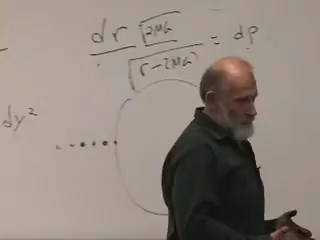 dr √2MG / √(r-2MG) = dρ
dy²